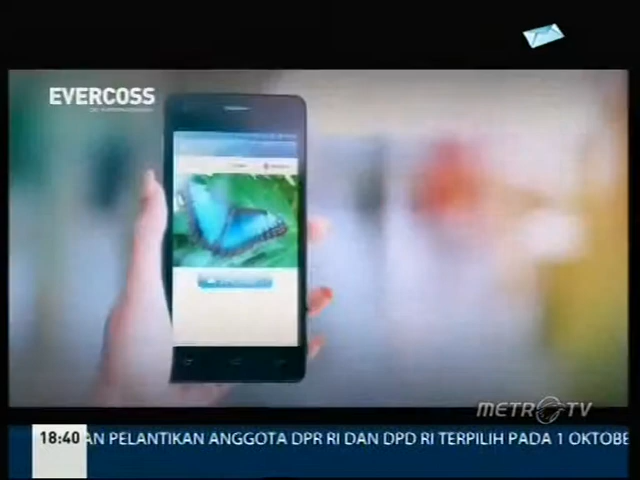 EVERCOSS
METRO TV
18:40 AN PELANTIKAN ANGGOTA DPR RI DAN DPD RI TERPILIH PADA 1 OKTOBE